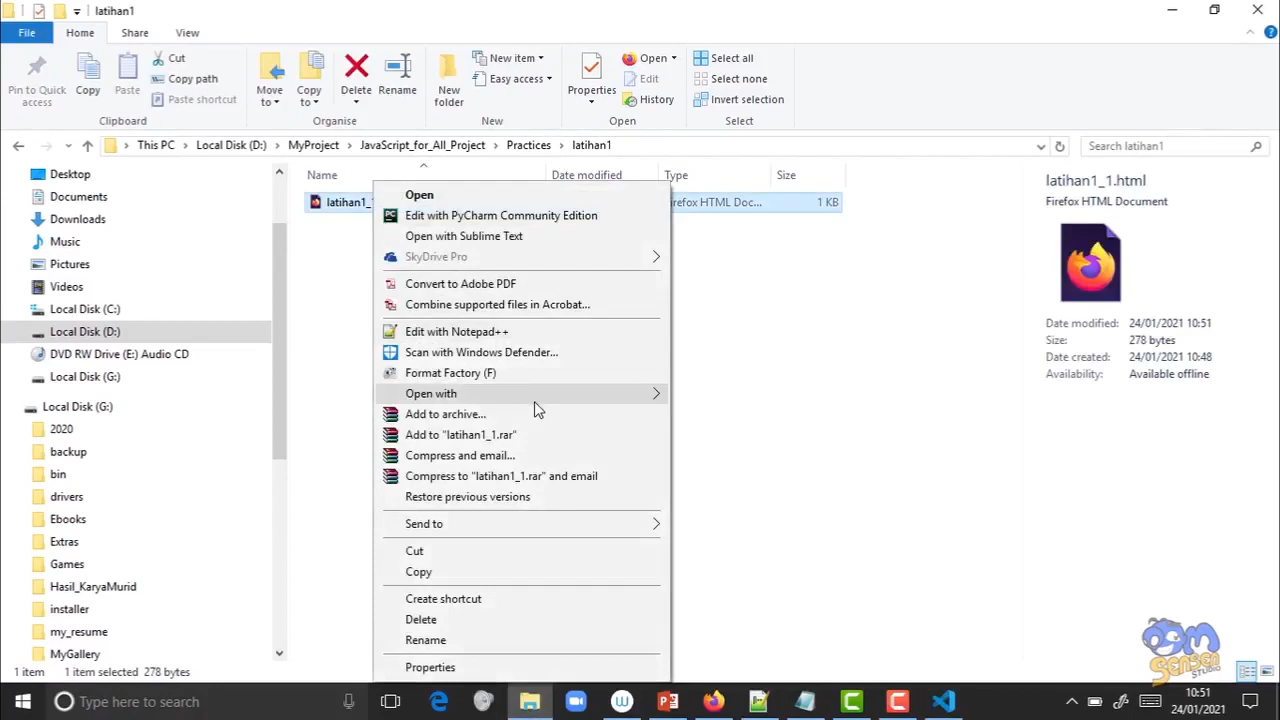 latihan1
File Home Share View
Pin to Quick access
Copy
Paste
Cut
Copy path
Paste shortcut
Clipboard
Move to
Copy to
Delete
Rename
Organise
New folder
New item
Easy access
New
Properties
Open
Edit
History
Open
Select all
Select none
Invert selection
Select
This PC Local Disk (D:) MyProject JavaScript_for_All_Project Practices latihan1
Search latihan1
Desktop
Documents
Downloads
Music
Pictures
Videos
Local Disk (C:)
Local Disk (D:)
DVD RW Drive (E:) Audio CD
Local Disk (G:)
Local Disk (G:)
2020
backup
bin
drivers
Ebooks
Extras
Games
Hasil_KaryaMurid
installer
my_resume
MyGallery
Name Date modified Type Size
latihan1_1 irefox HTML Doc... 1 KB
Open
Edit with PyCharm Community Edition
Open with Sublime Text
SkyDrive Pro
Convert to Adobe PDF
Combine supported files in Acrobat...
Edit with Notepad++
Scan with Windows Defender...
Format Factory (F)
Open with
Add to archive...
Add to "latihan1_1.rar"
Compress and email...
Compress to "latihan1_1.rar" and email
Restore previous versions
Send to
Cut
Copy
Create shortcut
Delete
Rename
Properties
latihan1_1.html
Firefox HTML Document
Date modified: 24/01/2021 10:51
Size: 278 bytes
Date created: 24/01/2021 10:48
Availability: Available offline
1 item 1 item selected 278 bytes
Type here to search
10:51
24/01/2021